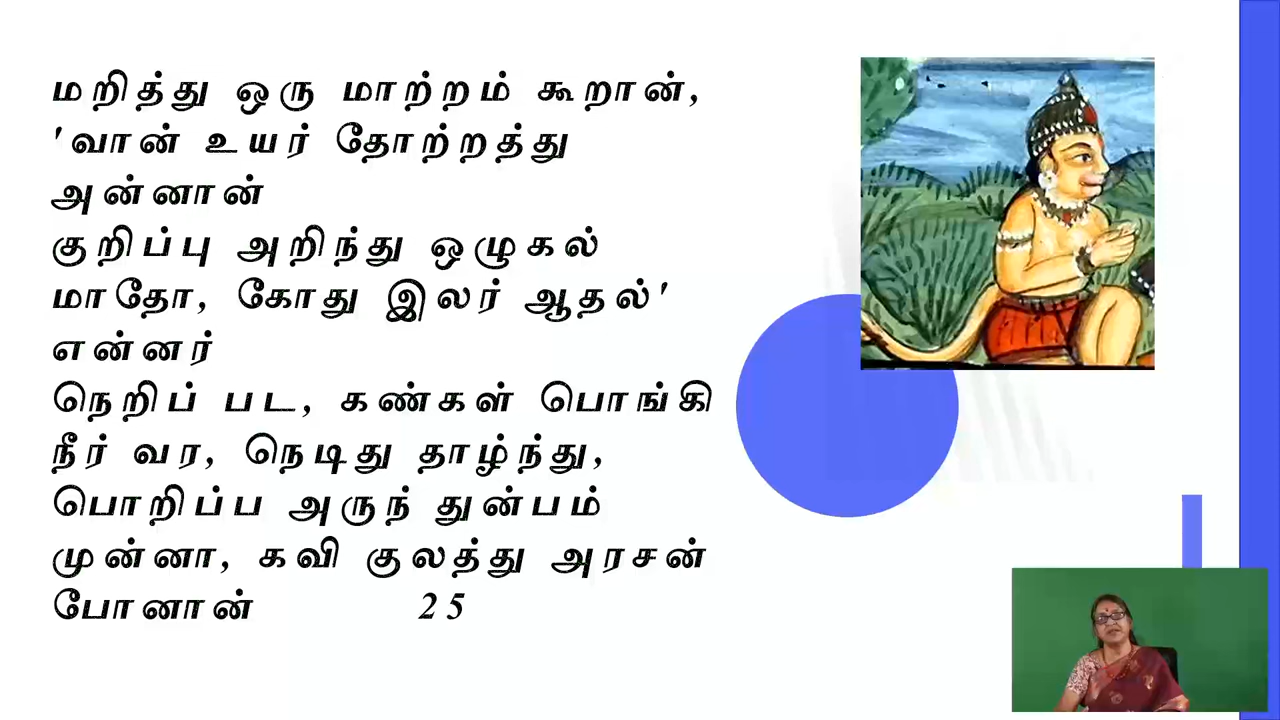 மறித்து ஒரு மாற்றம் கூறான்,
'வான் உயர் தோற்றத்து
அன்னான்
குறிப்பு அறிந்து ஒழுகல்
மாதோ, கோது இலர் ஆதல்'
என்னர்
நெறிப் பட, கண்கள் பொங்கி
நீர் வர, நெடிது தாழ்ந்து,
பொறிப்ப அருந் துன்பம்
முன்னா, கவி குலத்து அரசன்
போனான் 25